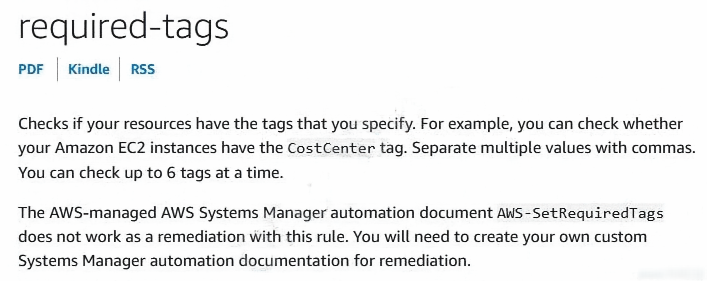 required-tags
PDF | Kindle | RSS
Checks if your resources have the tags that you specify. For example, you can check whether
your Amazon EC2 instances have the CostCenter tag. Separate multiple values with commas.
You can check up to 6 tags at a time.
The AWS-managed AWS Systems Manager automation document AWS-SetRequiredTags
does not work as a remediation with this rule. You will need to create your own custom
Systems Manager automation documentation for remediation.